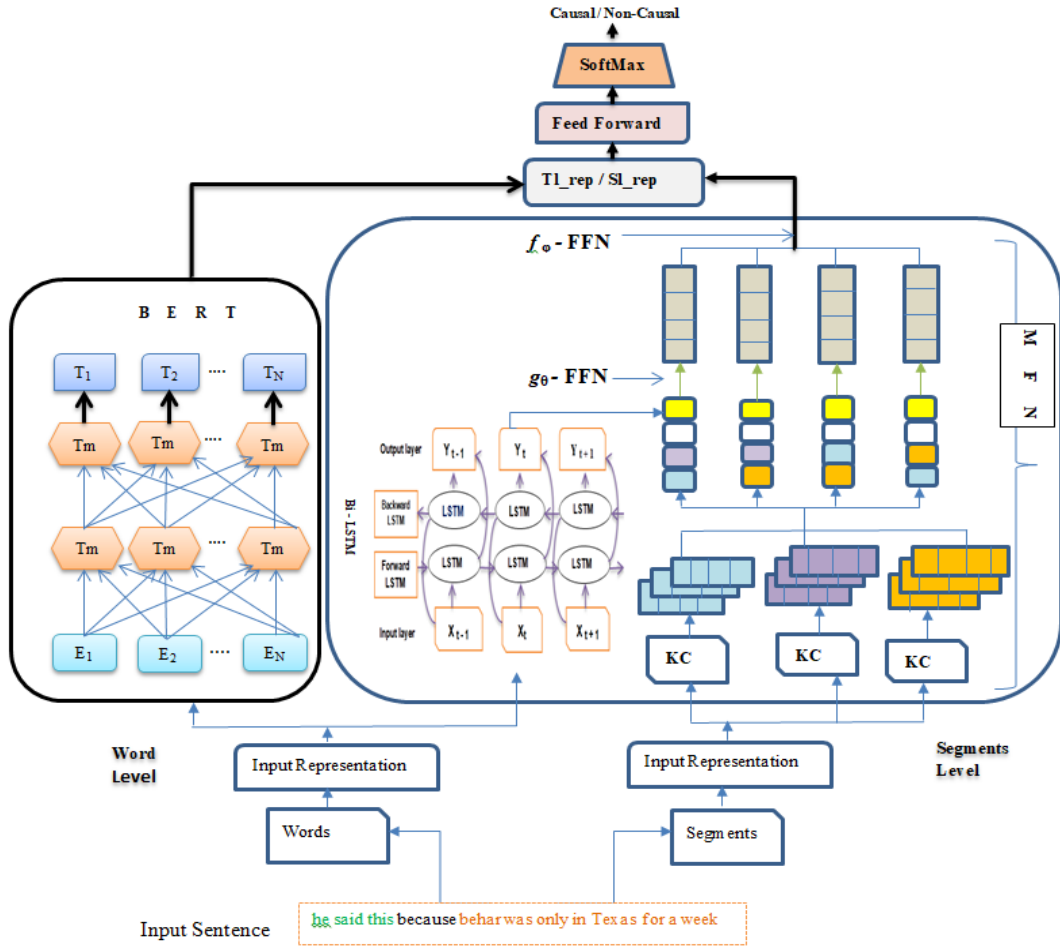 Causal/Non-Causal
SoftMax
Feed Forward
Tl_rep / Sl_rep
fφ - FFN
B E R T
M F N
T1 T2 .... TN
gθ - FFN
Tm Tm .... Tm
Output layer
Yt-1 Yt Yt+1
Bi - LSTM
Backward LSTM
LSTM LSTM LSTM
Tm Tm .... Tm
Forward LSTM
LSTM LSTM LSTM
Input layer
Xt-1 Xt Xt+1
E1 E2 .... EN
KC KC KC
Word Level
Segments Level
Input Representation
Input Representation
Words
Segments
Input Sentence
he said this because behar was only in Texas for a week